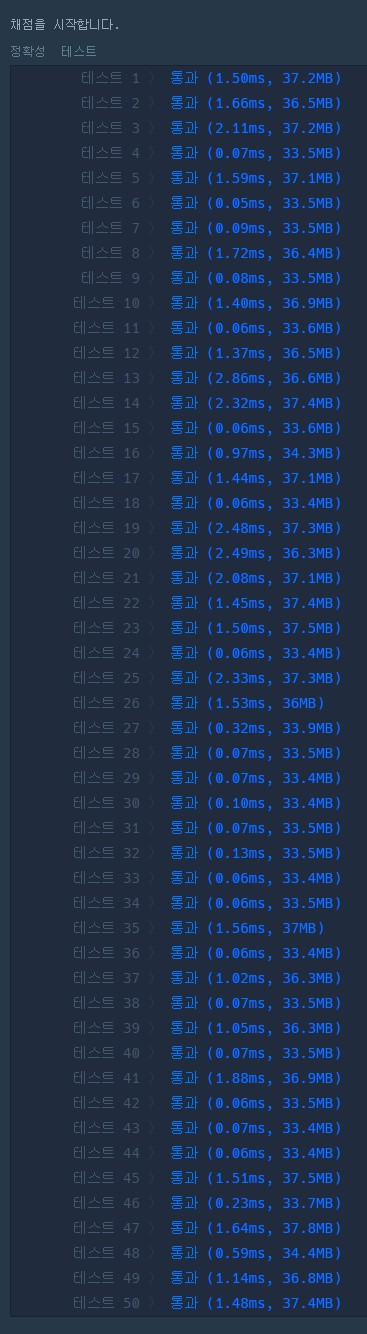 채점을 시작합니다.
정확성 테스트
테스트 1 〉 통과 (1.50ms, 37.2MB)
테스트 2 〉 통과 (1.66ms, 36.5MB)
테스트 3 〉 통과 (2.11ms, 37.2MB)
테스트 4 〉 통과 (0.07ms, 33.5MB)
테스트 5 〉 통과 (1.59ms, 37.1MB)
테스트 6 〉 통과 (0.05ms, 33.5MB)
테스트 7 〉 통과 (0.09ms, 33.5MB)
테스트 8 〉 통과 (1.72ms, 36.4MB)
테스트 9 〉 통과 (0.08ms, 33.5MB)
테스트 10 〉 통과 (1.40ms, 36.9MB)
테스트 11 〉 통과 (0.06ms, 33.6MB)
테스트 12 〉 통과 (1.37ms, 36.5MB)
테스트 13 〉 통과 (2.86ms, 36.6MB)
테스트 14 〉 통과 (2.32ms, 37.4MB)
테스트 15 〉 통과 (0.06ms, 33.6MB)
테스트 16 〉 통과 (0.97ms, 34.3MB)
테스트 17 〉 통과 (1.44ms, 37.1MB)
테스트 18 〉 통과 (0.06ms, 33.4MB)
테스트 19 〉 통과 (2.48ms, 37.3MB)
테스트 20 〉 통과 (2.49ms, 36.3MB)
테스트 21 〉 통과 (2.08ms, 37.1MB)
테스트 22 〉 통과 (1.45ms, 37.4MB)
테스트 23 〉 통과 (1.50ms, 37.5MB)
테스트 24 〉 통과 (0.06ms, 33.4MB)
테스트 25 〉 통과 (2.33ms, 37.3MB)
테스트 26 〉 통과 (1.53ms, 36MB)
테스트 27 〉 통과 (0.32ms, 33.9MB)
테스트 28 〉 통과 (0.07ms, 33.5MB)
테스트 29 〉 통과 (0.07ms, 33.4MB)
테스트 30 〉 통과 (0.10ms, 33.4MB)
테스트 31 〉 통과 (0.07ms, 33.5MB)
테스트 32 〉 통과 (0.13ms, 33.5MB)
테스트 33 〉 통과 (0.06ms, 33.4MB)
테스트 34 〉 통과 (0.06ms, 33.5MB)
테스트 35 〉 통과 (1.56ms, 37MB)
테스트 36 〉 통과 (0.06ms, 33.4MB)
테스트 37 〉 통과 (1.02ms, 36.3MB)
테스트 38 〉 통과 (0.07ms, 33.5MB)
테스트 39 〉 통과 (1.05ms, 36.3MB)
테스트 40 〉 통과 (0.07ms, 33.5MB)
테스트 41 〉 통과 (1.88ms, 36.9MB)
테스트 42 〉 통과 (0.06ms, 33.5MB)
테스트 43 〉 통과 (0.07ms, 33.4MB)
테스트 44 〉 통과 (0.06ms, 33.4MB)
테스트 45 〉 통과 (1.51ms, 37.5MB)
테스트 46 〉 통과 (0.23ms, 33.7MB)
테스트 47 〉 통과 (1.64ms, 37.8MB)
테스트 48 〉 통과 (0.59ms, 34.4MB)
테스트 49 〉 통과 (1.14ms, 36.8MB)
테스트 50 〉 통과 (1.48ms, 37.4MB)